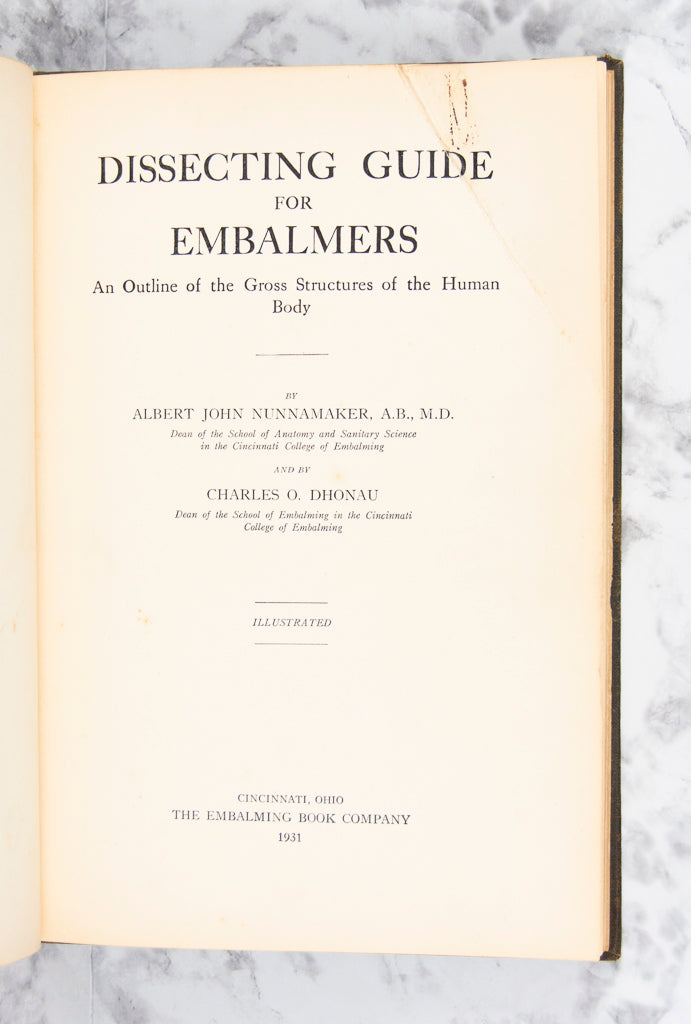 DISSECTING GUIDE
FOR
EMBALMERS
An Outline of the Gross Structures of the Human
Body
BY
ALBERT JOHN NUNNAMAKER, A.B., M.D.
Dean of the School of Anatomy and Sanitary Science
in the Cincinnati College of Embalming
AND BY
CHARLES O. DHONAU
Dean of the School of Embalming in the Cincinnati
College of Embalming
ILLUSTRATED
CINCINNATI, OHIO
THE EMBALMING BOOK COMPANY
1931